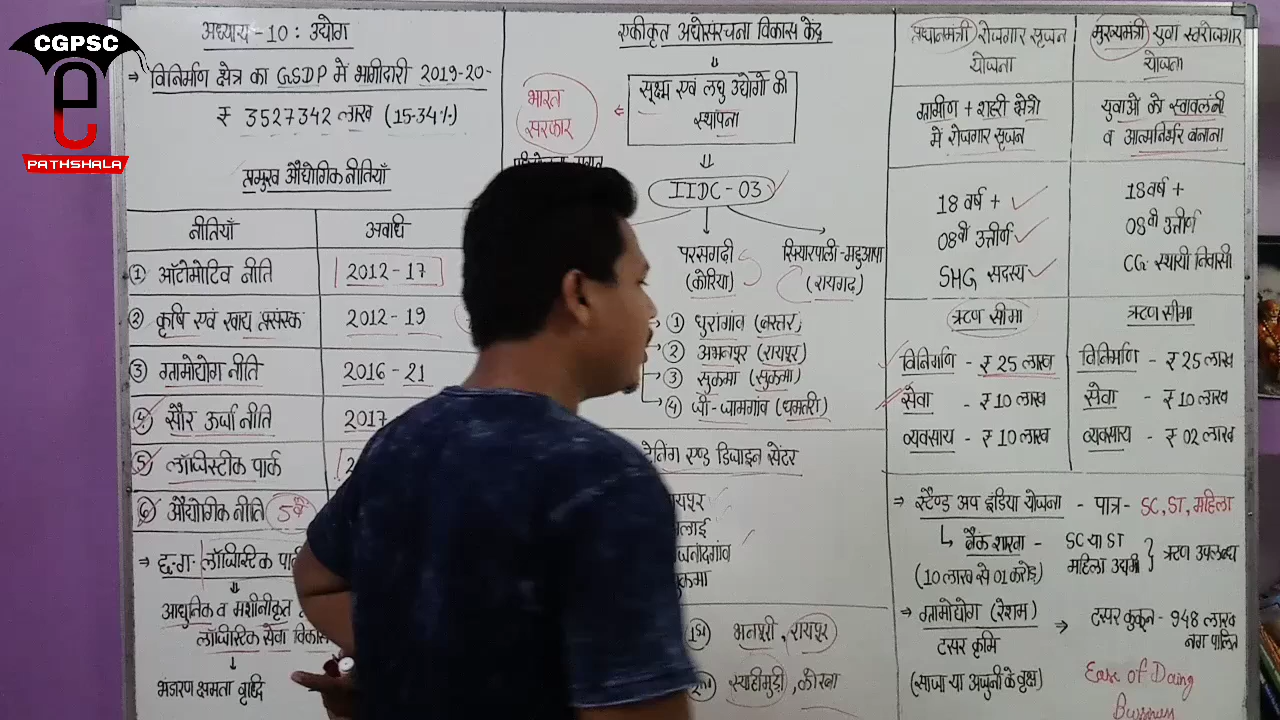 CGPSC
PATHSHALA
अध्याय - 10 : उद्योग
⇒ विनिर्माण क्षेत्र का GSDP में भागीदारी 2019-20-
₹ 3527342 लाख (15.34%)
प्रमुख औद्योगिक नीतियाँ
नीतियाँ अवधि
① ऑटोमोटिव नीति 2012-17
② कृषि एवं खाद्य प्रसंस्क 2012-19
③ ग्रामोद्योग नीति 2016-21
④ सौर ऊर्जा नीति 2017
⑤ लॉजिस्टीक पार्क
⑥ औद्योगिक नीति 5वें
⇒ छ.ग. लॉजिस्टिक पार्क
आधुनिक व मशीनीकृत
लॉजिस्टिक सेवा विकास
भंडारण क्षमता वृद्धि
एकीकृत अधोसंरचना विकास केंद्र
सूक्ष्म एवं लघु उद्योगो की
स्थापना
भारत
सरकार
IIDC - 03
परसगढी
(कोरिया)
(रायगढ)
① धुरांगांव (बस्तर)
② अभनपुर (रायपुर)
③ सुकमा (सुकमा)
④ जी-जामगांव (धमतरी)
एण्ड डिजाइन सेंटर
1st भनपुरी, रायपुर
स्याहीमुड़ी, कोरबा
प्रधानमंत्री रोजगार सृजन
योजना
ग्रामीण + शहरी क्षेत्रो
में रोजगार सृजन
18 वर्ष +
08वी उत्तीर्ण
SHG सदस्य
ऋण सीमा
विनिर्माण - ₹ 25 लाख
सेवा - ₹ 10 लाख
व्यवसाय - ₹ 10 लाख
मुख्यमंत्री युवा स्वरोजगार
योजना
युवाओ को स्वावलंबी
व आत्मनिर्भर बनाना
18 वर्ष +
08वी उत्तीर्ण
CG स्थायी निवासी
ऋण सीमा
विनिर्माण - ₹ 25 लाख
सेवा - ₹ 10 लाख
व्यवसाय - ₹ 02 लाख
⇒ स्टैण्ड अप इंडिया योजना - पात्र - SC, ST, महिला
बैंक शाखा - SC या ST
महिला उद्यमी } ऋण उपलब्ध
(10 लाख से 01 करोड़)
⇒ ग्रामोद्योग (रेशम) ⇒ टसर ककून - 948 लाख
नग पालित
टसर कृमि
(साजा या अर्जुनी के वृक्ष)
Ease of Doing
Business